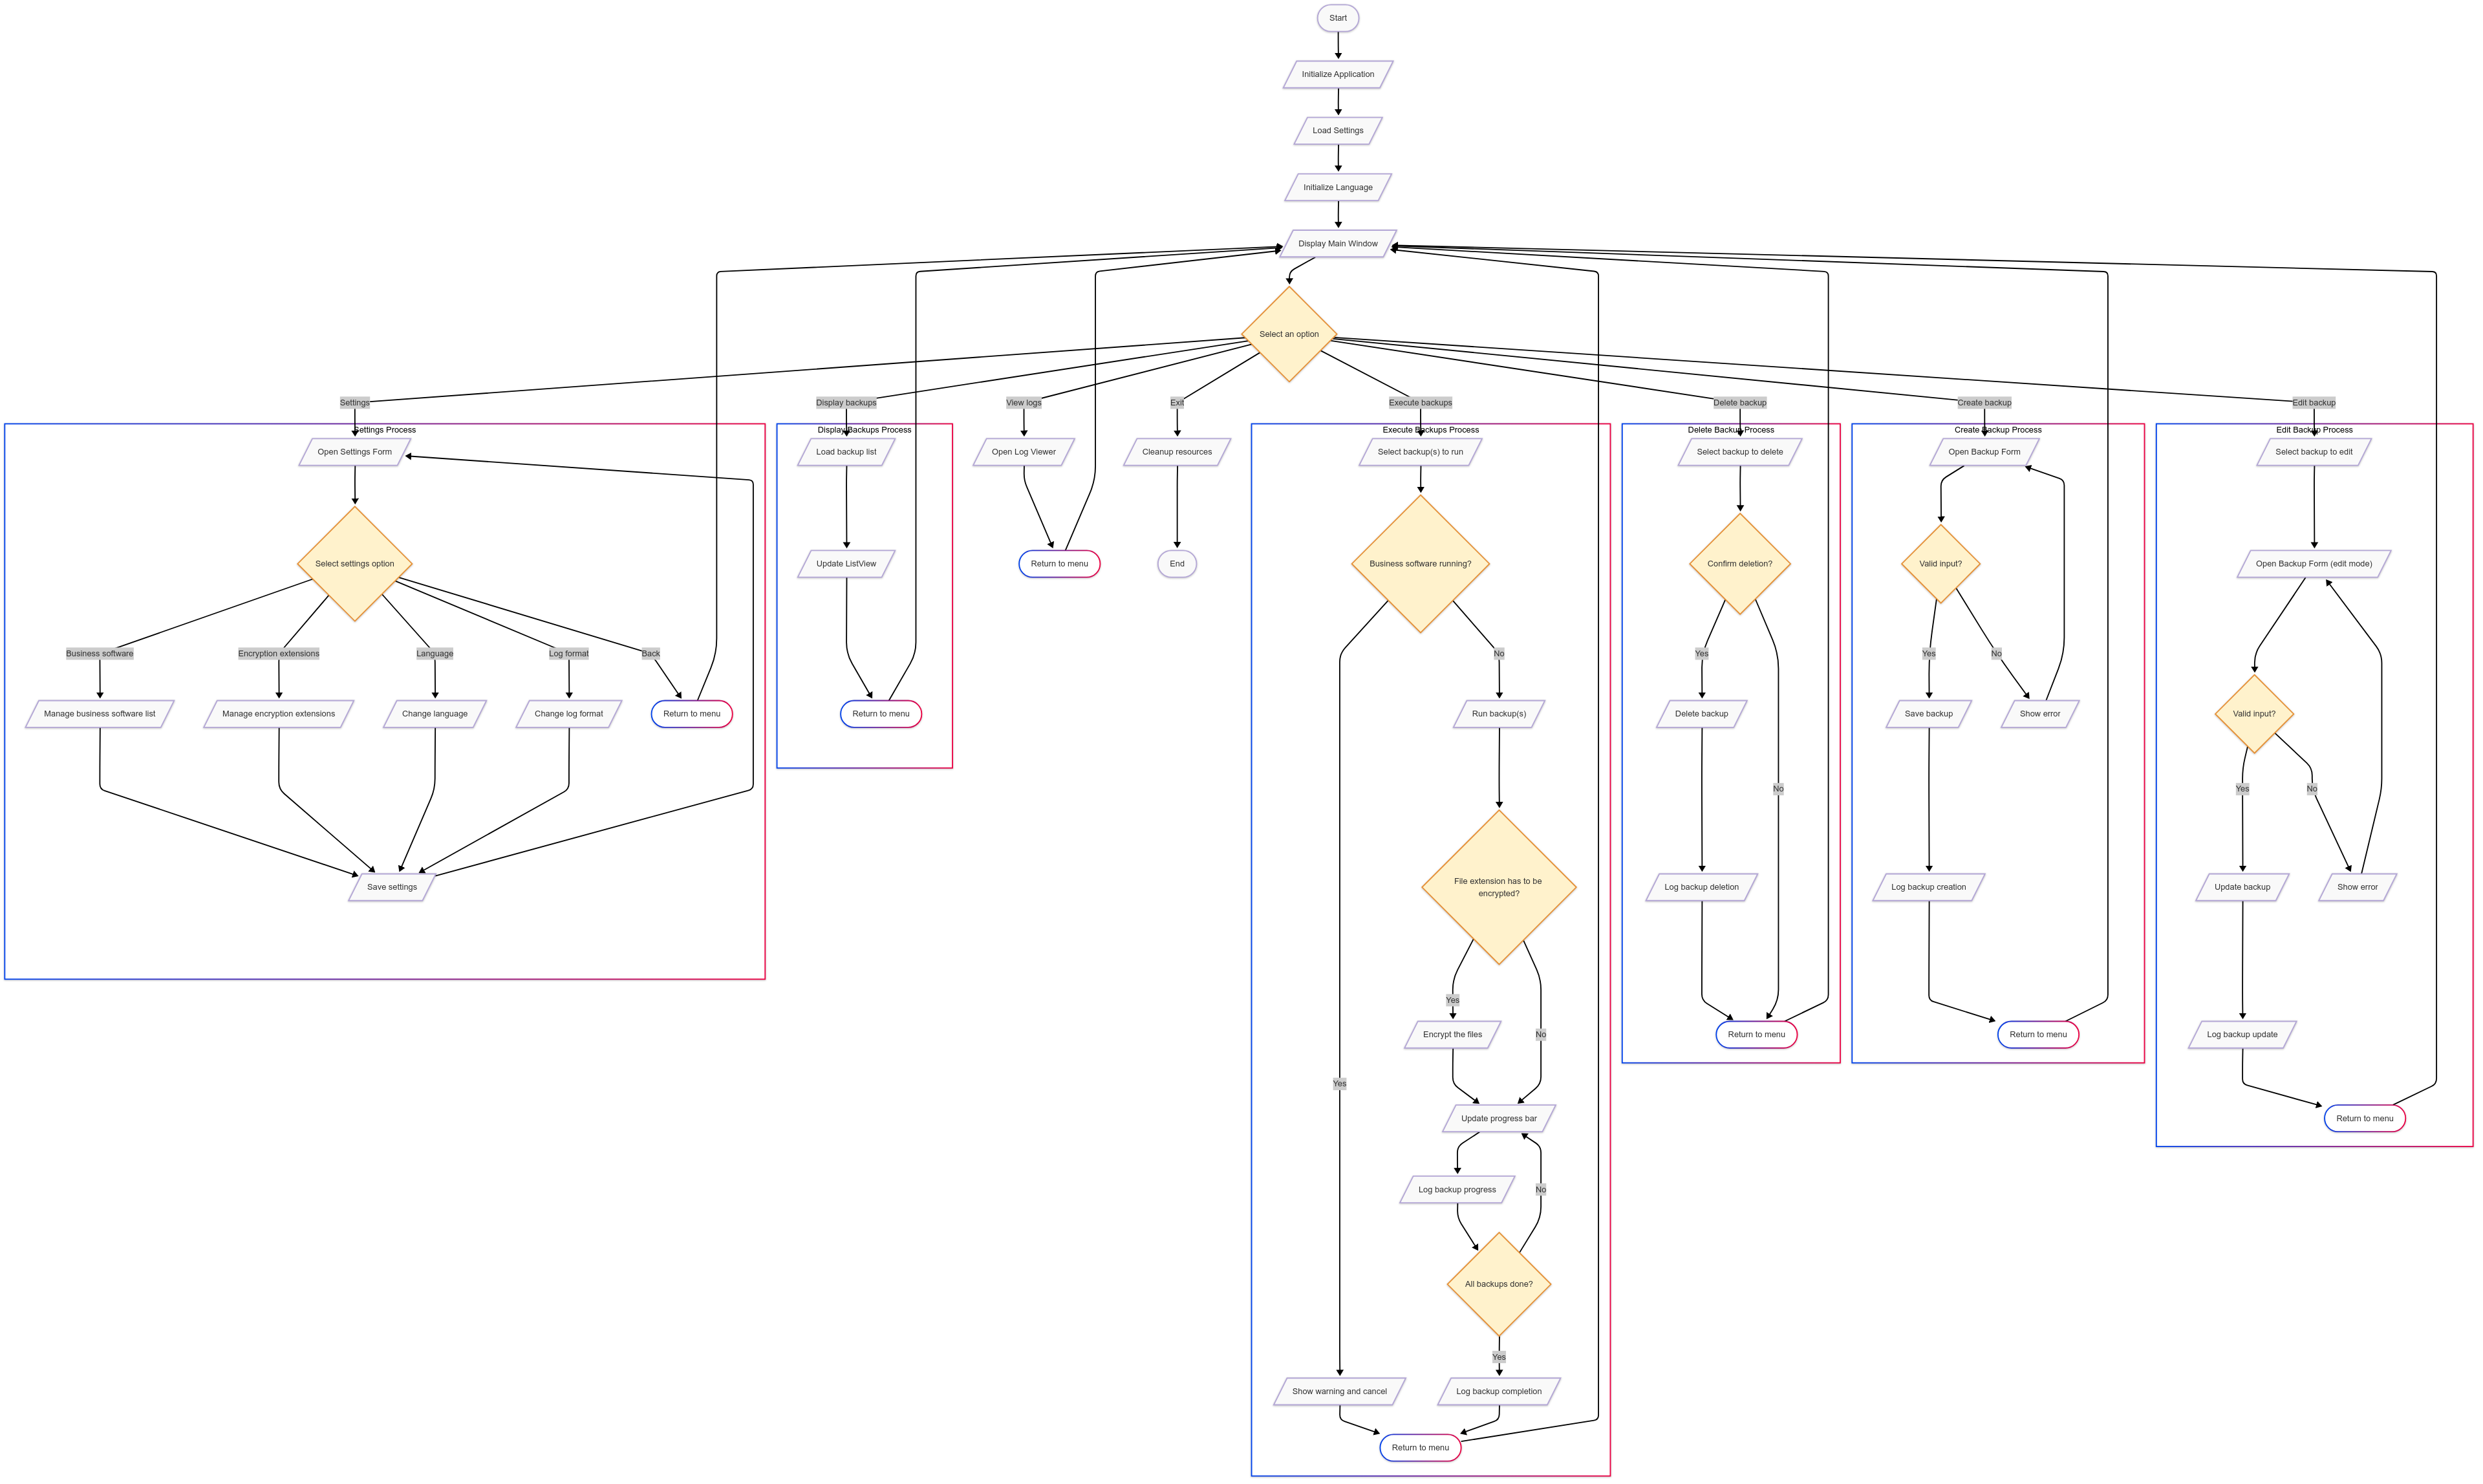 Start
Initialize Application
Load Settings
Initialize Language
Display Main Window
Select an option
Settings
Display backups
View logs
Exit
Execute backups
Delete backup
Create backup
Edit backup
Settings Process
Open Settings Form
Select settings option
Business software
Encryption extensions
Language
Log format
Back
Manage business software list
Manage encryption extensions
Change language
Change log format
Return to menu
Save settings
Display Backups Process
Load backup list
Update ListView
Return to menu
Open Log Viewer
Return to menu
Cleanup resources
End
Execute Backups Process
Select backup(s) to run
Business software running?
No
Run backup(s)
File extension has to be
encrypted?
Yes
Encrypt the files
No
Yes
Update progress bar
Log backup progress
No
All backups done?
Yes
Show warning and cancel
Log backup completion
Return to menu
Delete Backup Process
Select backup to delete
Confirm deletion?
Yes
Delete backup
No
Log backup deletion
Return to menu
Create Backup Process
Open Backup Form
Valid input?
Yes
No
Save backup
Show error
Log backup creation
Return to menu
Edit Backup Process
Select backup to edit
Open Backup Form (edit mode)
Valid input?
Yes
No
Update backup
Show error
Log backup update
Return to menu